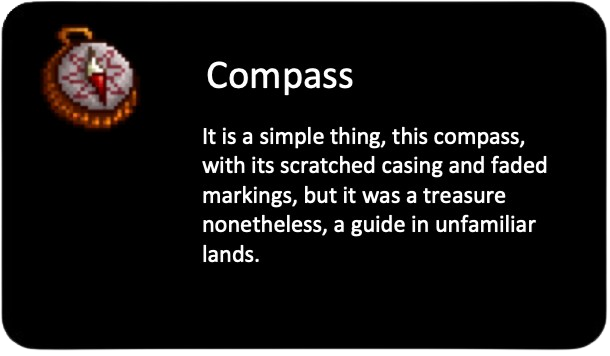 Compass
It is a simple thing, this compass,
with its scratched casing and faded
markings, but it was a treasure
nonetheless, a guide in unfamiliar
lands.